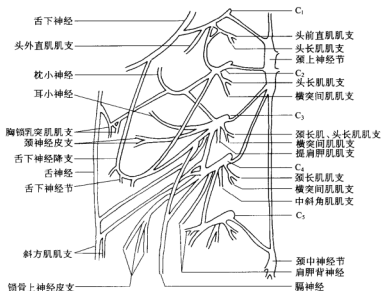 舌下神经
头外直肌肌支
枕小神经
耳小神经
胸锁乳突肌肌支
颈神经皮支
舌下神经降支
舌神经
舌下神经节
斜方肌肌支
锁骨上神经皮支
C₁
头前直肌肌支
头长肌肌支
颈上神经节
C₂
头长肌肌支
横突间肌肌支
C₃
颈长肌、头长肌肌支
横突间肌肌支
提肩胛肌肌支
C₄
颈长肌肌支
横突间肌肌支
中斜角肌肌支
C₅
颈中神经节
肩胛背神经
膈神经